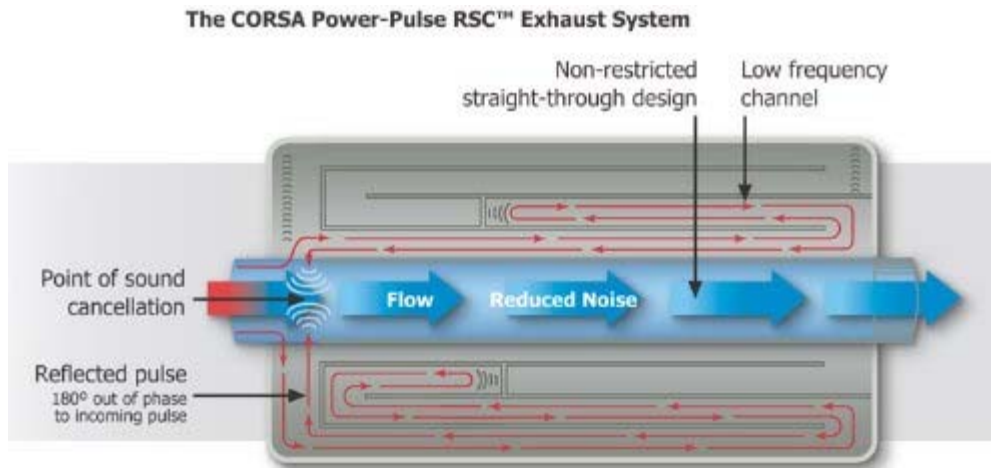 The CORSA Power-Pulse RSC™ Exhaust System
Non-restricted
straight-through design
Low frequency
channel
Point of sound
cancellation
Flow
Reduced Noise
Reflected pulse
180º out of phase
to incoming pulse